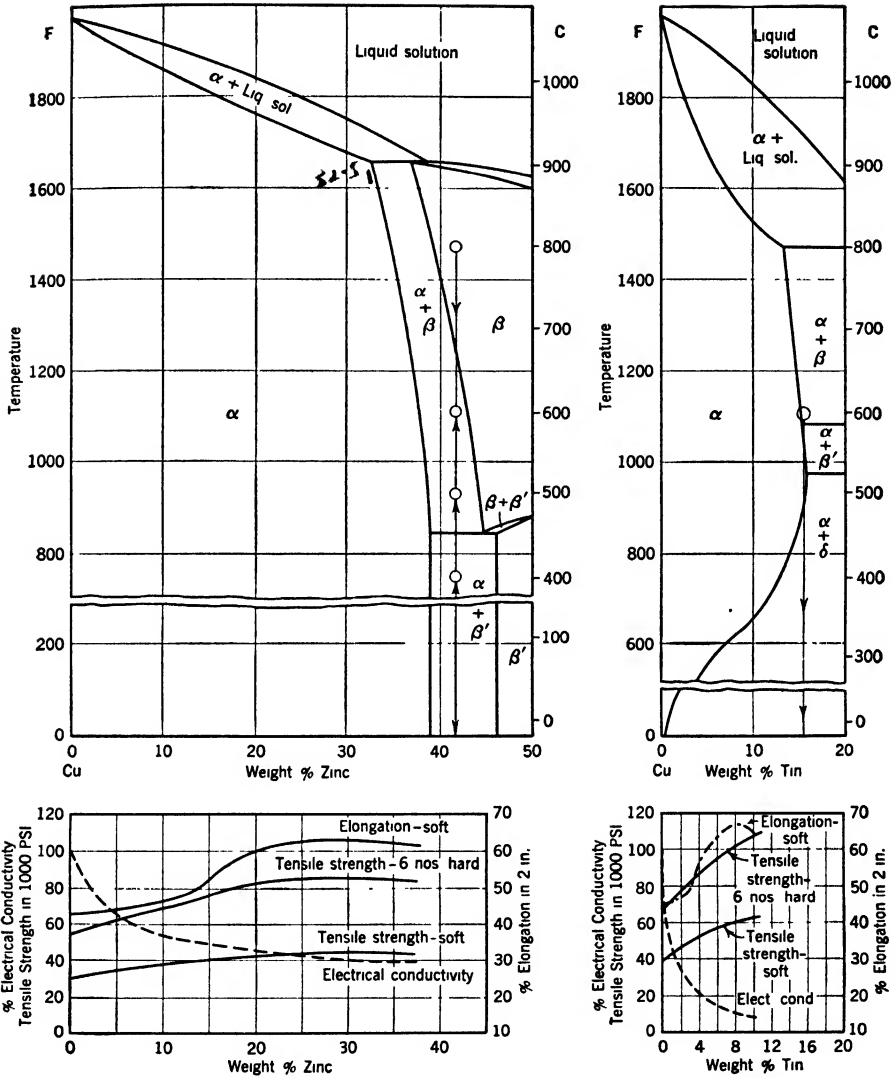 F
C
Liquid solution
α + Liq sol
1000
1800
900
32.5
1600
800
1400
α + β
β
700
1200
Temperature
α
600
1000
500
β+β'
800
400
α + β'
200
100
β'
0
0
0 10 20 30 40 50
Cu
Weight % Zinc
F
C
Liquid solution
1000
1800
α + Liq sol.
900
1600
800
1400
α + β
700
1200
Temperature
α
600
α + β'
1000
500
α + δ
800
400
600
300
0
0
0 10 20
Cu
Weight % Tin
% Electrical Conductivity
Tensile Strength in 1000 PSI
120
100
80
60
40
20
0
Elongation-soft
Tensile strength-6 nos hard
Tensile strength-soft
Electrical conductivity
70
60
50
40
30
20
10
% Elongation in 2 in.
0 10 20 30 40
Weight % Zinc
% Electrical Conductivity
Tensile Strength in 1000 PSI
120
100
80
60
40
20
0
Elongation-
soft
Tensile
strength-
6 nos hard
Tensile
strength-
soft
Elect cond
70
60
50
40
30
20
10
% Elongation in 2 in.
0 4 8 12 16 20
Weight % Tin